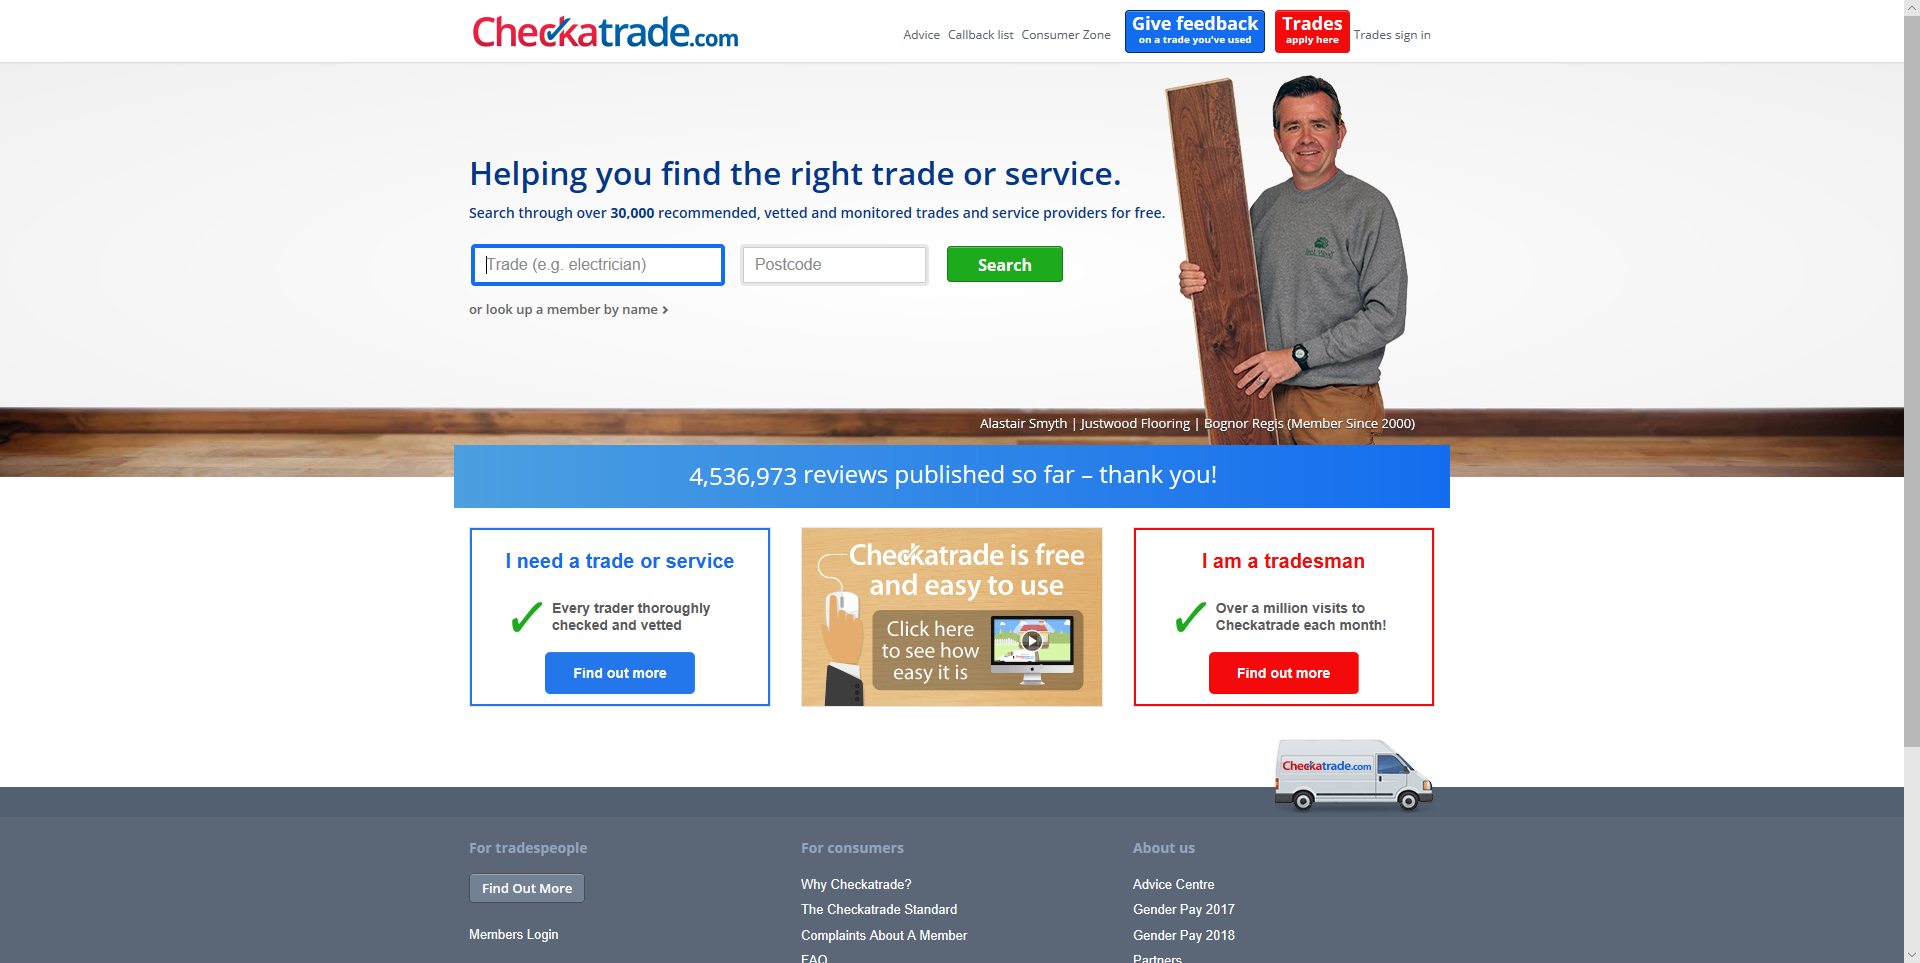 Checkatrade.com
Advice Callback list Consumer Zone
Give feedback
on a trade you've used
Trades
apply here
Trades sign in
Helping you find the right trade or service.
Search through over 30,000 recommended, vetted and monitored trades and service providers for free.
Trade (e.g. electrician)
Postcode
Search
or look up a member by name ›
Alastair Smyth | Justwood Flooring | Bognor Regis (Member Since 2000)
4,536,973 reviews published so far – thank you!
I need a trade or service
Every trader thoroughly
checked and vetted
Find out more
Checkatrade is free
and easy to use
Click here
to see how
easy it is
I am a tradesman
Over a million visits to
Checkatrade each month!
Find out more
Checkatrade.com
For tradespeople
Find Out More
Members Login
For consumers
Why Checkatrade?
The Checkatrade Standard
Complaints About A Member
FAQ
About us
Advice Centre
Gender Pay 2017
Gender Pay 2018
Partners